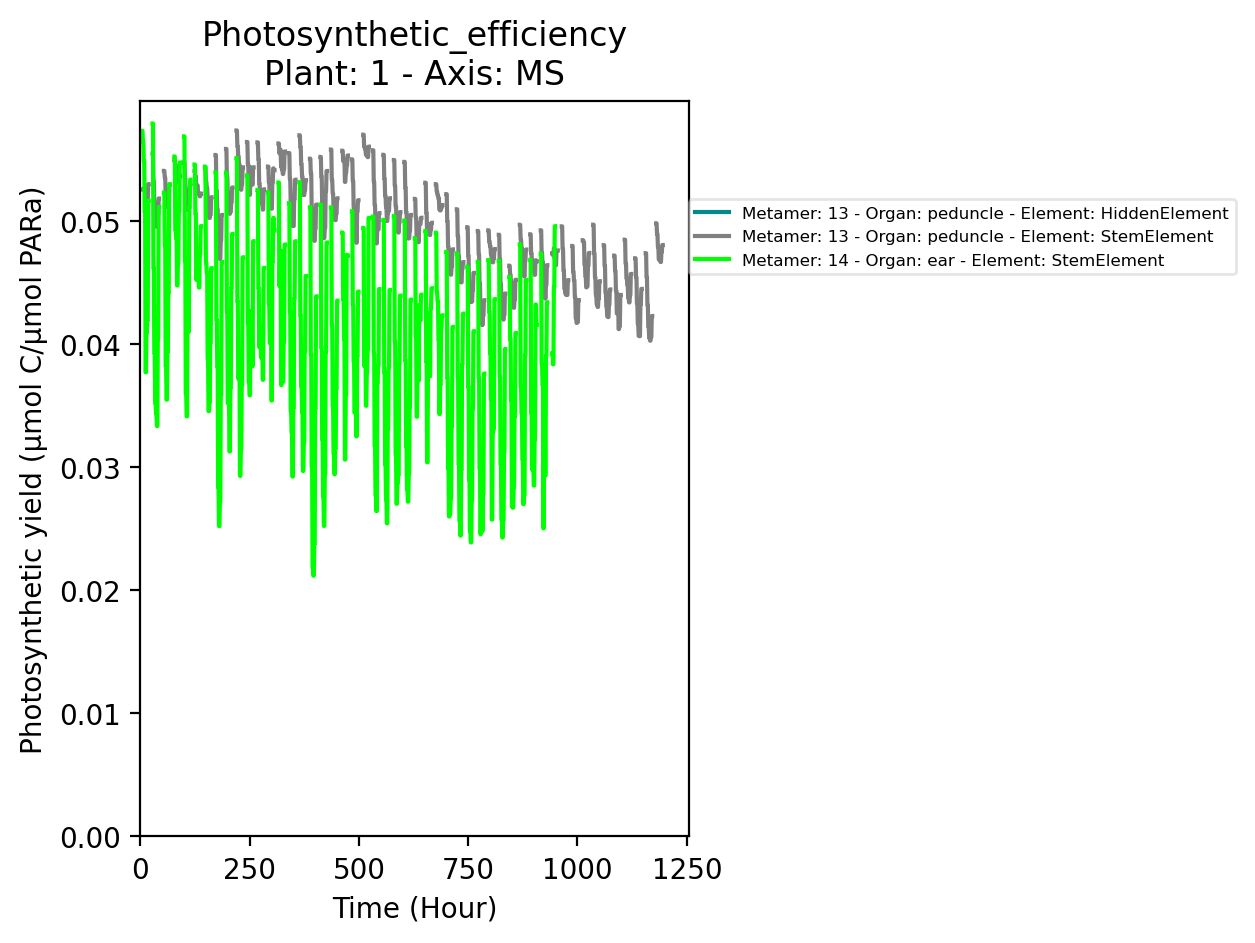 Photosynthetic_efficiency
Plant: 1 - Axis: MS
Photosynthetic yield (μmol C/μmol PARa)
0.05
0.04
0.03
0.02
0.01
0.00
0 250 500 750 1000 1250
Time (Hour)
Metamer: 13 - Organ: peduncle - Element: HiddenElement
Metamer: 13 - Organ: peduncle - Element: StemElement
Metamer: 14 - Organ: ear - Element: StemElement